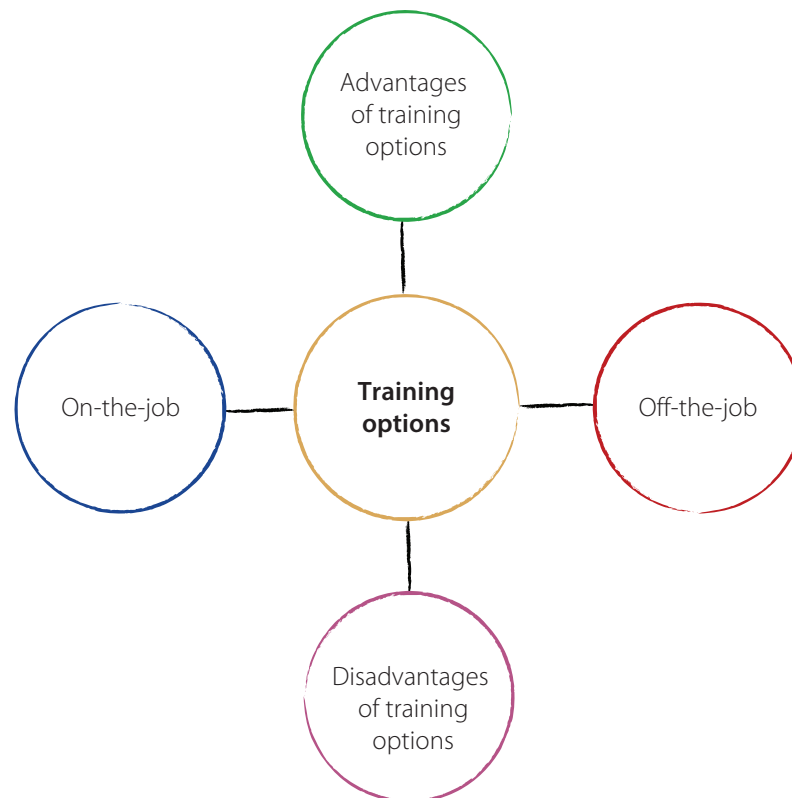 Advantages
of training
options
On-the-job
Training
options
Off-the-job
Disadvantages
of training
options